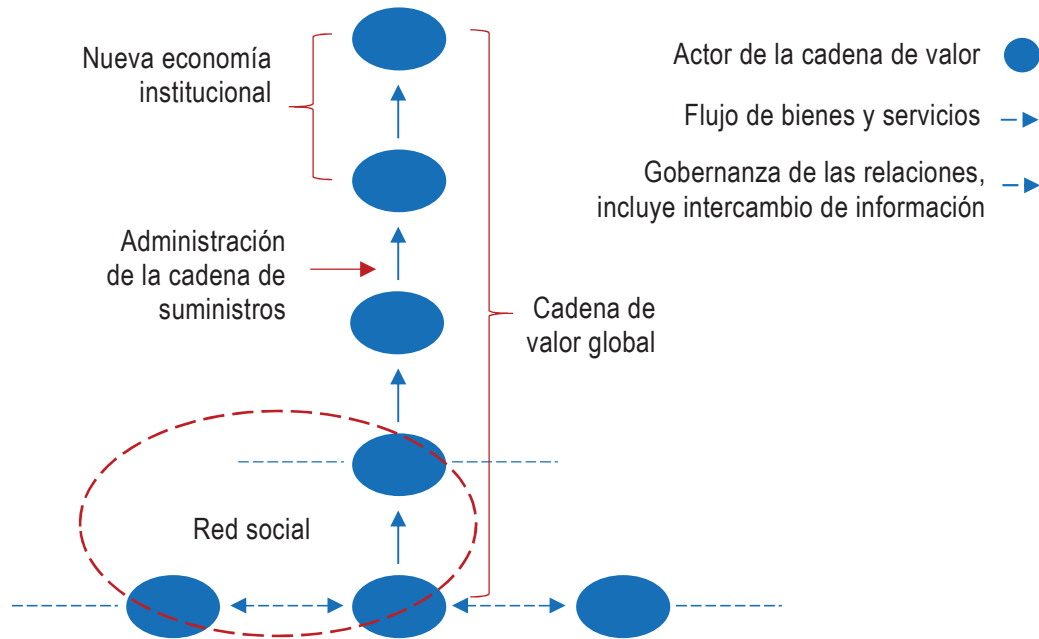 Nueva economía
institucional
Administración
de la cadena de
suministros
Red social
Cadena de
valor global
Actor de la cadena de valor
Flujo de bienes y servicios
Gobernanza de las relaciones,
incluye intercambio de información